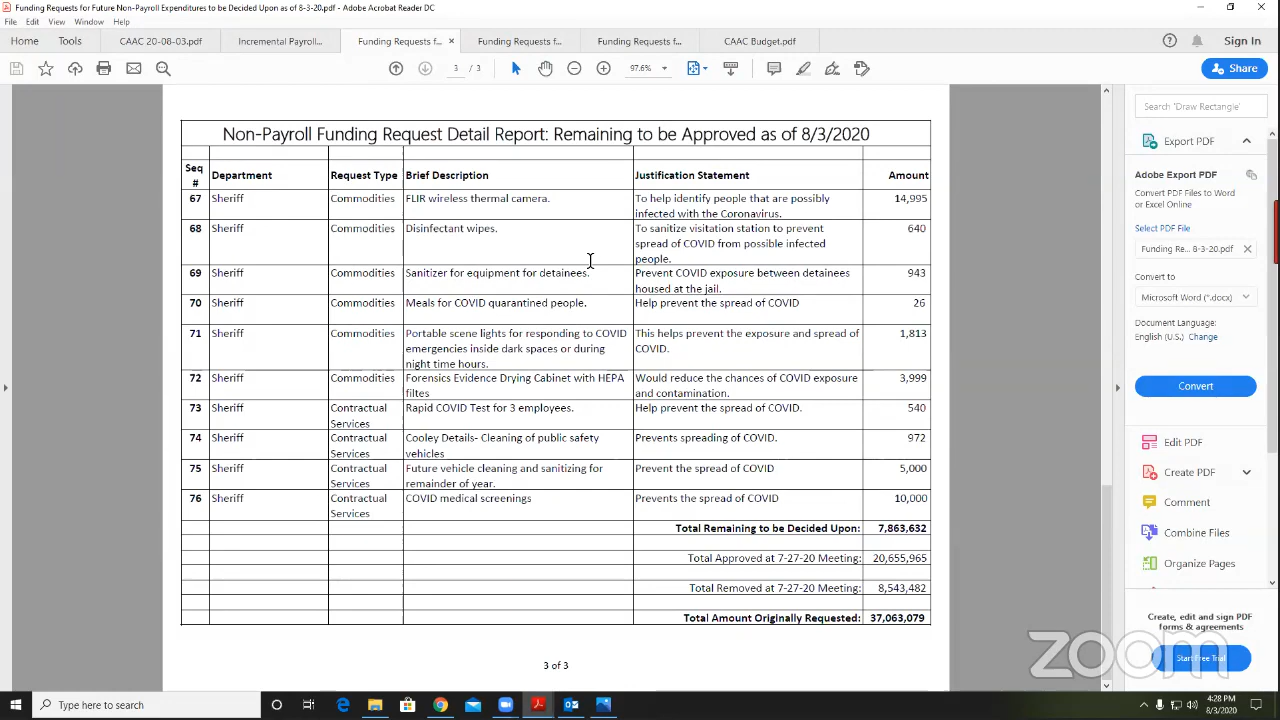 Funding Requests for Future Non-Payroll Expenditures to be Decided Upon as of 8-3-20.pdf - Adobe Acrobat Reader DC
File Edit View Window Help
Home Tools CAAC 20-08-03.pdf Incremental Payroll... Funding Requests f... × Funding Requests f... Funding Requests f... CAAC Budget.pdf Sign In
3 / 3 97.6% Share
Search 'Draw Rectangle'
Export PDF
Adobe Export PDF
Convert PDF Files to Word
or Excel Online
Select PDF File
Funding Re... 8-3-20.pdf ×
Convert to
Microsoft Word (*.docx)
Document Language:
English (U.S.) Change
Convert
Edit PDF
Create PDF
Comment
Combine Files
Organize Pages
Create, edit and sign PDF
forms & agreements
Start Free Trial
Non-Payroll Funding Request Detail Report: Remaining to be Approved as of 8/3/2020
Seq # Department Request Type Brief Description Justification Statement Amount
67 Sheriff Commodities FLIR wireless thermal camera. To help identify people that are possibly 14,995
infected with the Coronavirus.
68 Sheriff Commodities Disinfectant wipes. To sanitize visitation station to prevent 640
spread of COVID from possible infected
people.
69 Sheriff Commodities Sanitizer for equipment for detainees. Prevent COVID exposure between detainees 943
housed at the jail.
70 Sheriff Commodities Meals for COVID quarantined people. Help prevent the spread of COVID 26
71 Sheriff Commodities Portable scene lights for responding to COVID This helps prevent the exposure and spread of 1,813
emergencies inside dark spaces or during COVID.
night time hours.
72 Sheriff Commodities Forensics Evidence Drying Cabinet with HEPA Would reduce the chances of COVID exposure 3,999
filtes and contamination.
73 Sheriff Contractual Rapid COVID Test for 3 employees. Help prevent the spread of COVID. 540
Services
74 Sheriff Contractual Cooley Details- Cleaning of public safety Prevents spreading of COVID. 972
Services vehicles
75 Sheriff Contractual Future vehicle cleaning and sanitizing for Prevent the spread of COVID 5,000
Services remainder of year.
76 Sheriff Contractual COVID medical screenings Prevents the spread of COVID 10,000
Services
Total Remaining to be Decided Upon: 7,863,632
Total Approved at 7-27-20 Meeting: 20,655,965
Total Removed at 7-27-20 Meeting: 8,543,482
Total Amount Originally Requested: 37,063,079
3 of 3
zoom
Type here to search
4:28 PM
8/3/2020